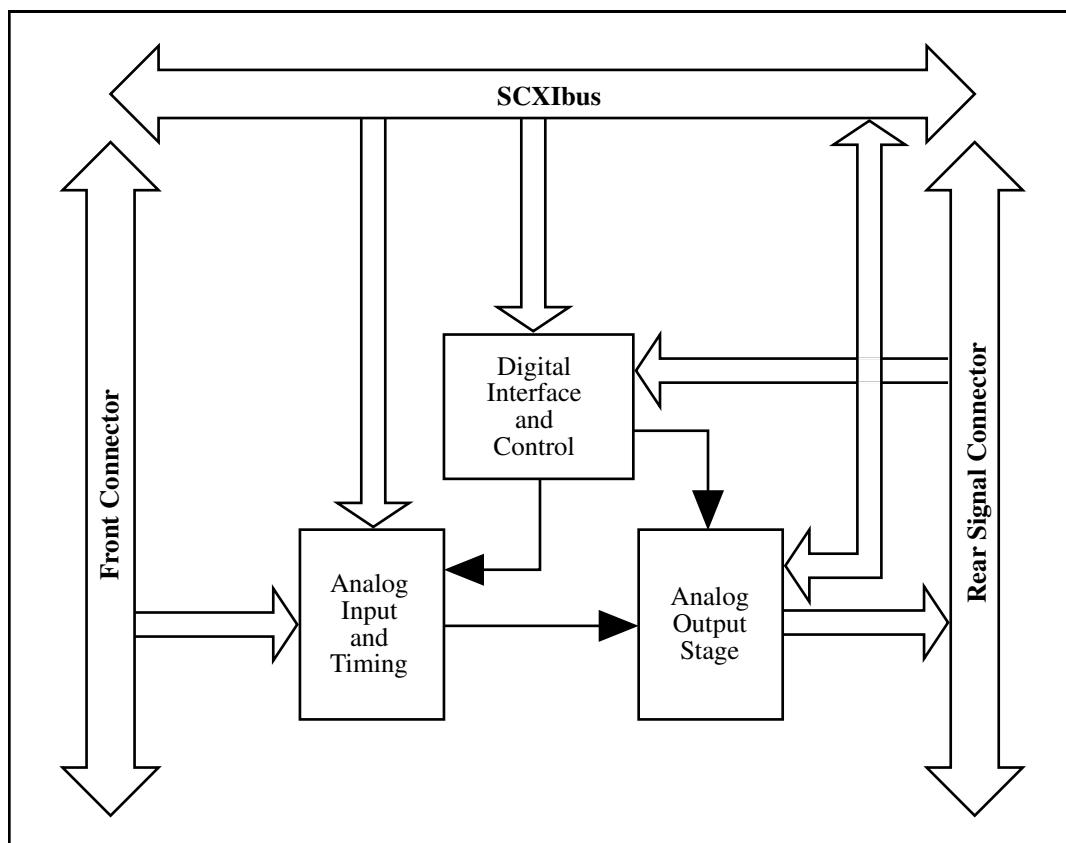 SCXIbus
Front Connector
Digital
Interface
and
Control
Rear Signal Connector
Analog
Input
and
Timing
Analog
Output
Stage